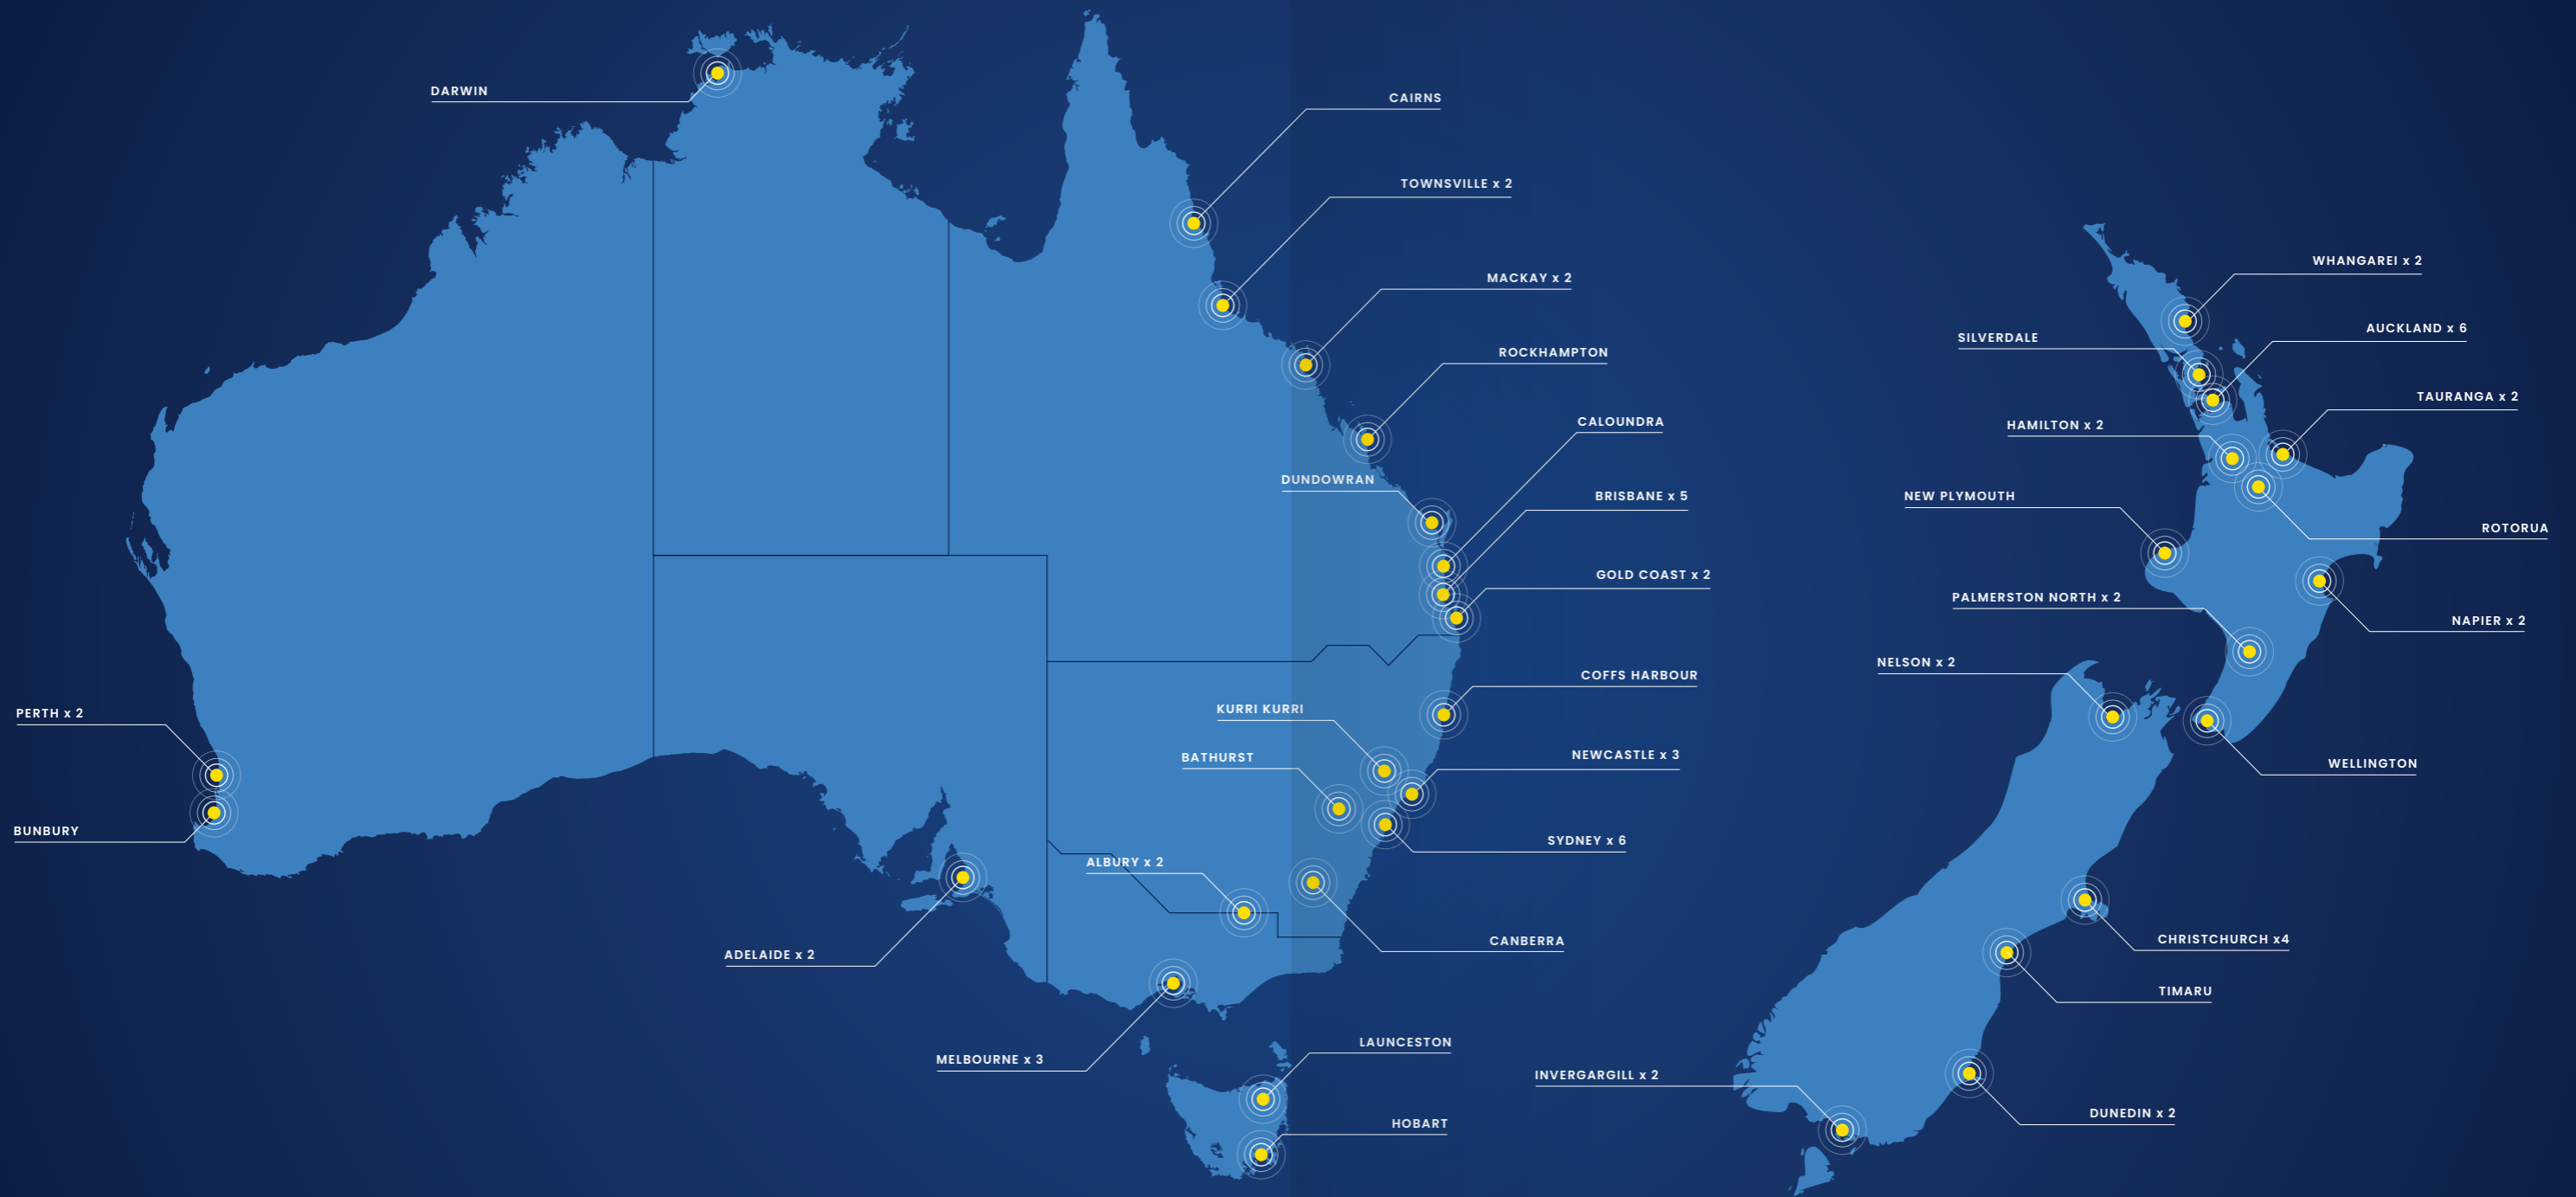 DARWIN
CAIRNS
TOWNSVILLE x 2
MACKAY x 2
ROCKHAMPTON
CALOUNDRA
DUNDOWRAN
BRISBANE x 5
GOLD COAST x 2
COFFS HARBOUR
KURRI KURRI
BATHURST
NEWCASTLE x 3
SYDNEY x 6
ALBURY x 2
CANBERRA
PERTH x 2
BUNBURY
ADELAIDE x 2
MELBOURNE x 3
LAUNCESTON
HOBART
WHANGAREI x 2
SILVERDALE
AUCKLAND x 6
TAURANGA x 2
HAMILTON x 2
NEW PLYMOUTH
ROTORUA
PALMERSTON NORTH x 2
NAPIER x 2
NELSON x 2
WELLINGTON
CHRISTCHURCH x4
TIMARU
INVERGARGILL x 2
DUNEDIN x 2